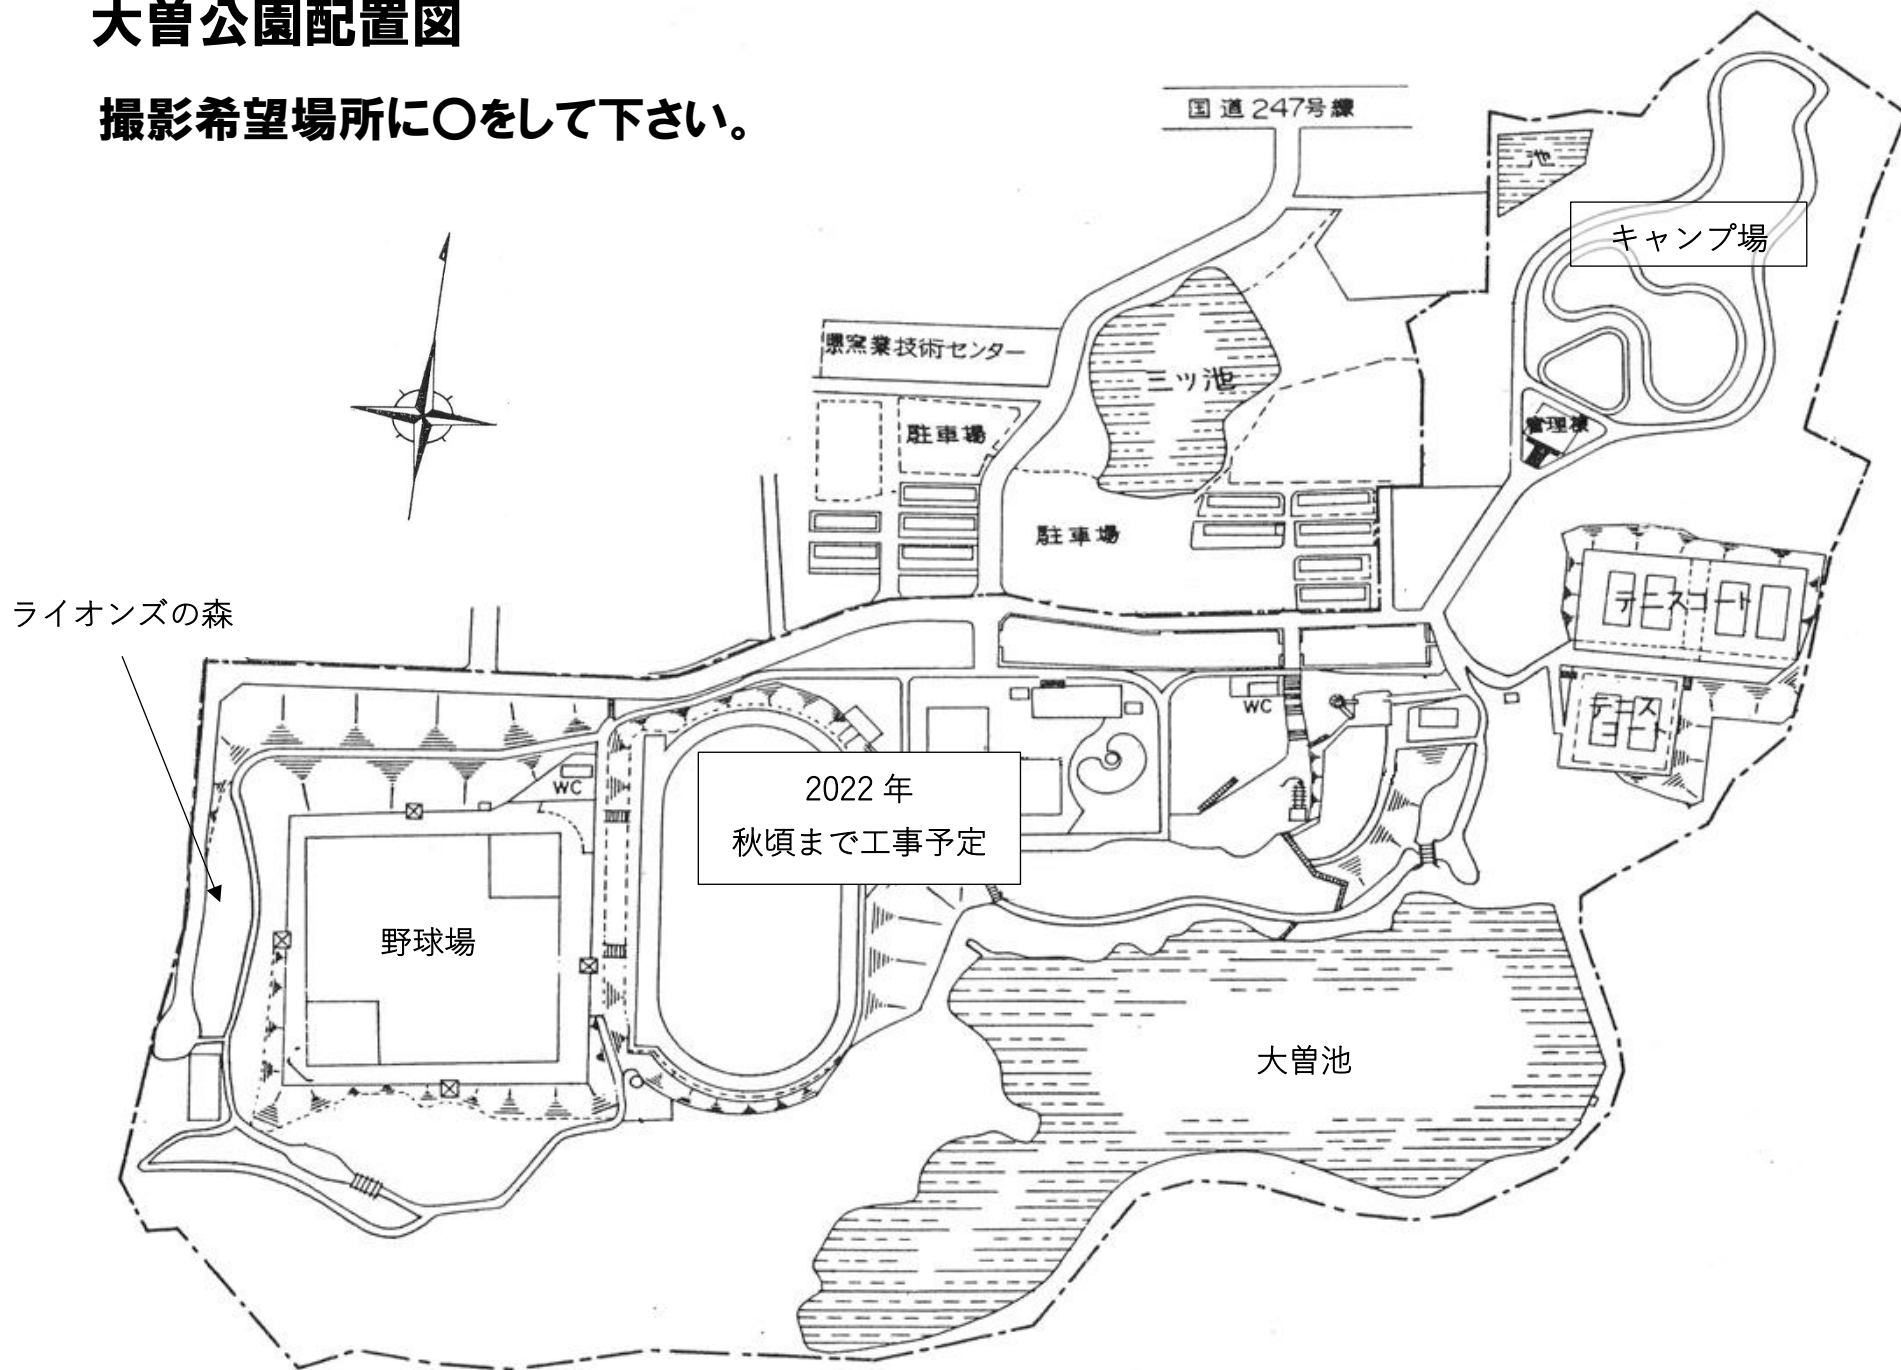 大曽公園配置図
撮影希望場所に〇をして下さい。
国道247号線
池
キャンプ場
県窯業技術センター
三ツ池
駐車場
管理棟
駐車場
テニスコート
ライオンズの森
テニス
コート
WC
WC
2022 年
秋頃まで工事予定
野球場
大曽池